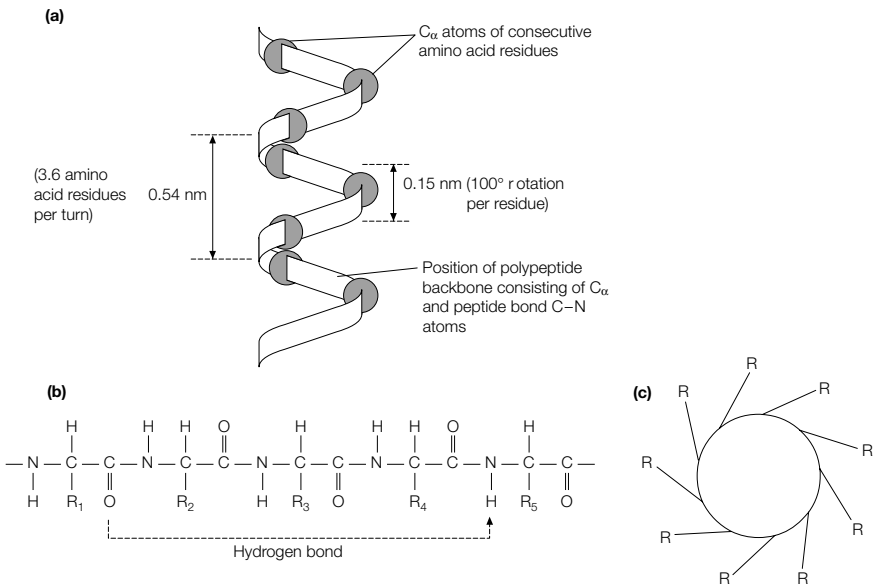 (a)
Cα atoms of consecutive
amino acid residues
(3.6 amino
acid residues
per turn)
0.54 nm
0.15 nm (100° rotation
per residue)
Position of polypeptide
backbone consisting of Cα
and peptide bond C–N
atoms
(b)
H H H O H H H O H
N C C N C C N C C N C C N C C
H R1 O R2 H R3 O R4 H R5 O
Hydrogen bond
(c)
R
R
R
R
R
R
R
R
R
R